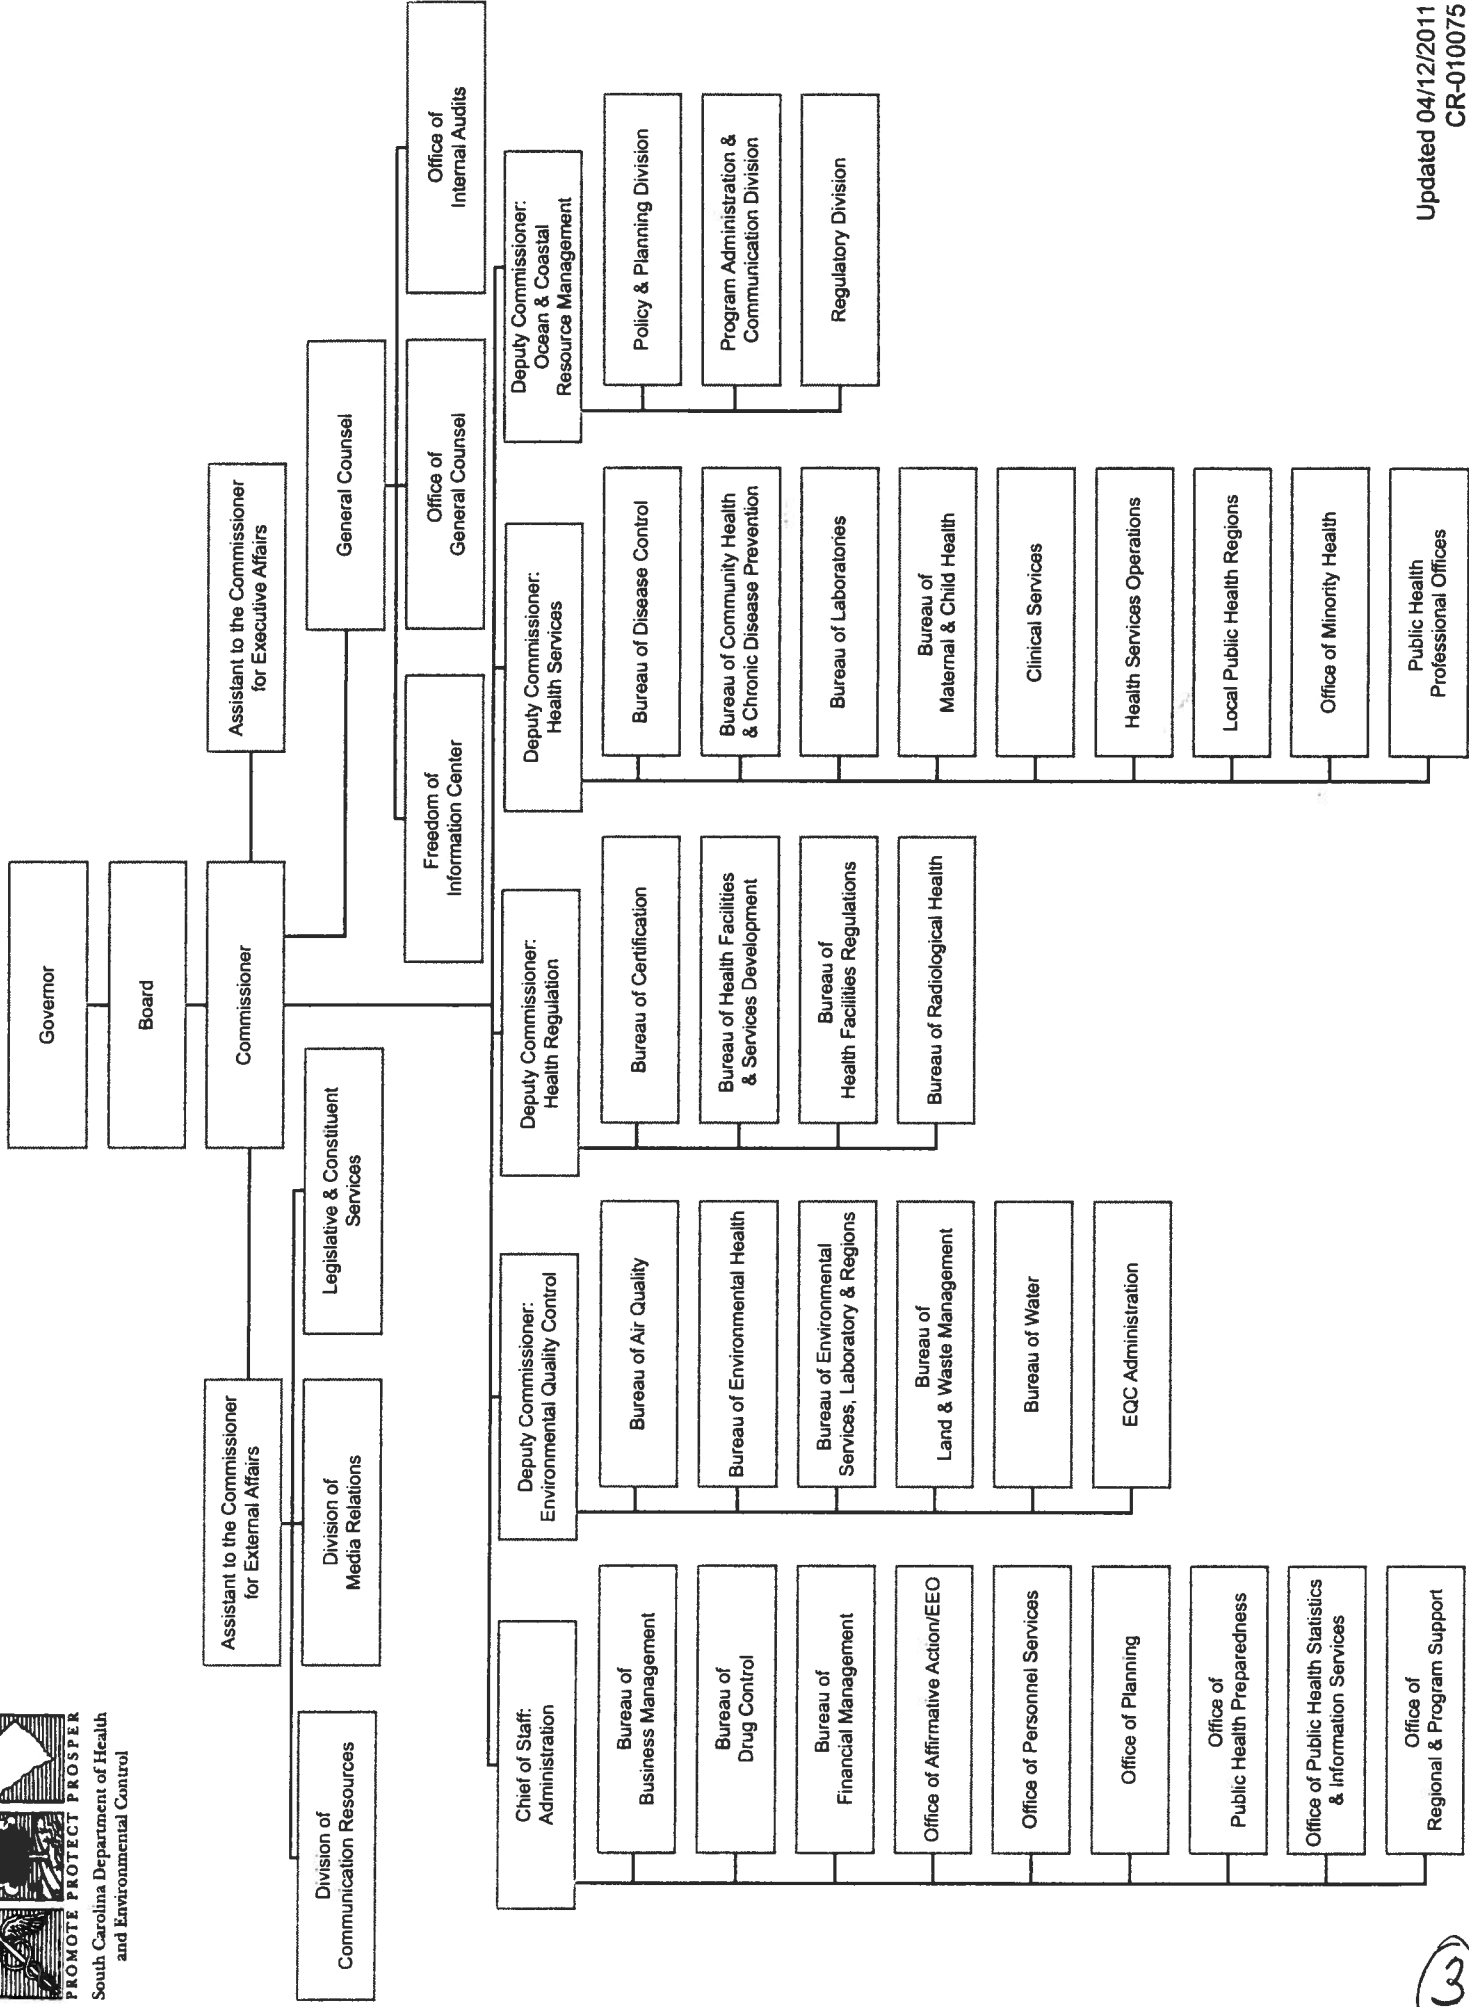 PROMOTE PROTECT PROSPER
South Carolina Department of Health
and Environmental Control
Governor
Board
Commissioner
Assistant to the Commissioner
for External Affairs
Assistant to the Commissioner
for Executive Affairs
Division of
Communication Resources
Division of
Media Relations
Legislative & Constituent
Services
General Counsel
Freedom of
Information Center
Office of
General Counsel
Office of
Internal Audits
Chief of Staff:
Administration
Bureau of
Business Management
Bureau of
Drug Control
Bureau of
Financial Management
Office of Affirmative Action/EEO
Office of Personnel Services
Office of Planning
Office of
Public Health Preparedness
Office of Public Health Statistics
& Information Services
Office of
Regional & Program Support
Deputy Commissioner:
Environmental Quality Control
Bureau of Air Quality
Bureau of Environmental Health
Bureau of Environmental
Services, Laboratory & Regions
Bureau of
Land & Waste Management
Bureau of Water
EQC Administration
Deputy Commissioner:
Health Regulation
Bureau of Certification
Bureau of Health Facilities
& Services Development
Bureau of
Health Facilities Regulations
Bureau of Radiological Health
Deputy Commissioner:
Health Services
Bureau of Disease Control
Bureau of Community Health
& Chronic Disease Prevention
Bureau of Laboratories
Bureau of
Maternal & Child Health
Clinical Services
Health Services Operations
Local Public Health Regions
Office of Minority Health
Public Health
Professional Offices
Deputy Commissioner:
Ocean & Coastal
Resource Management
Policy & Planning Division
Program Administration &
Communication Division
Regulatory Division
3
Updated 04/12/2011
CR-010075